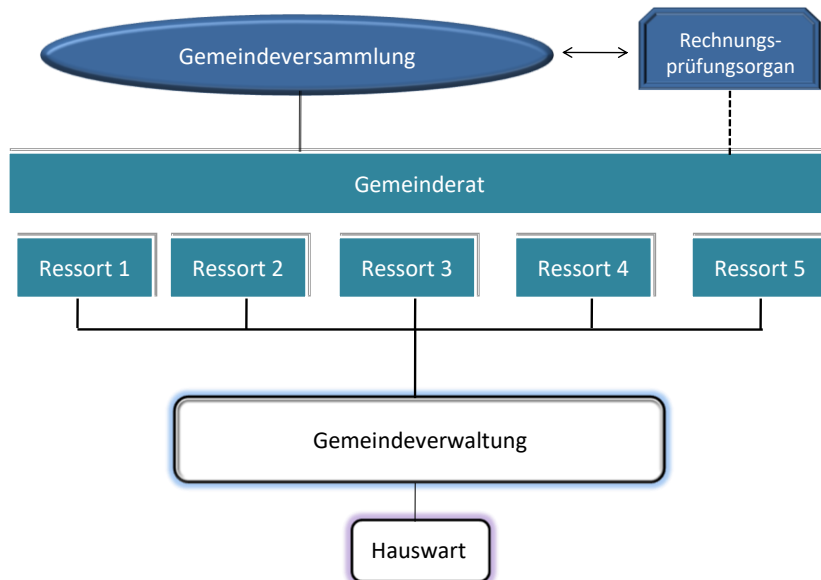 Gemeindeversammlung
Rechnungs-
prüfungsorgan
Gemeinderat
Ressort 1
Ressort 2
Ressort 3
Ressort 4
Ressort 5
Gemeindeverwaltung
Hauswart